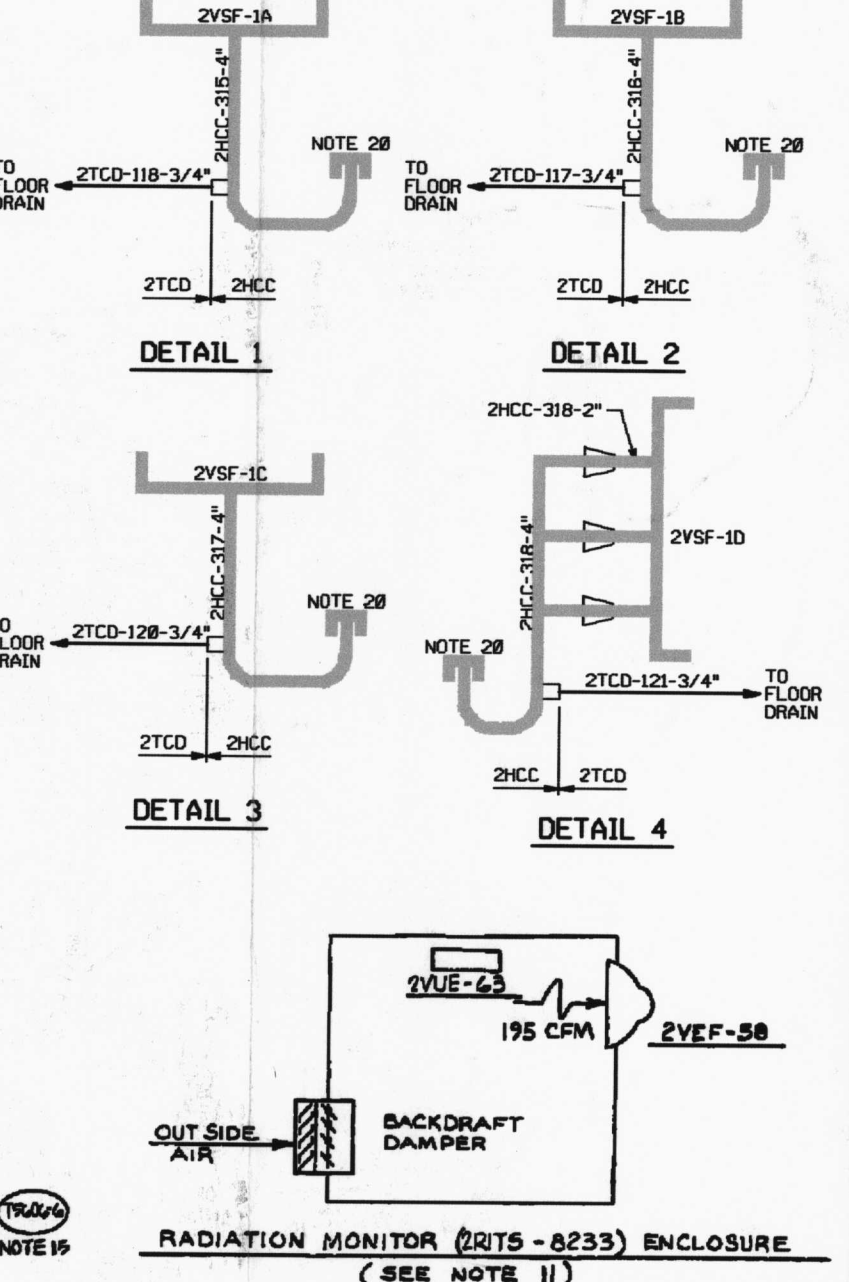 2VSF-1A
2HCC-315-4"
NOTE 20
TO
FLOOR
DRAIN
2TCD-118-3/4"
2TCD
2HCC
DETAIL 1
2VSF-1B
2HCC-316-4"
NOTE 20
TO
FLOOR
DRAIN
2TCD-117-3/4"
2TCD
2HCC
DETAIL 2
2VSF-1C
2HCC-317-4"
NOTE 20
O
LOOR
RAIN
2TCD-120-3/4"
2TCD
2HCC
DETAIL 3
2HCC-318-2"
2HCC-318-4"
2VSF-1D
NOTE 20
2TCD-121-3/4"
TO
FLOOR
DRAIN
2HCC
2TCD
DETAIL 4
2VUE-63
195 CFM
2VEF-58
OUTSIDE
AIR
BACKDRAFT
DAMPER
NOTE 15
RADIATION MONITOR (2RITS-8233) ENCLOSURE
(SEE NOTE 11)